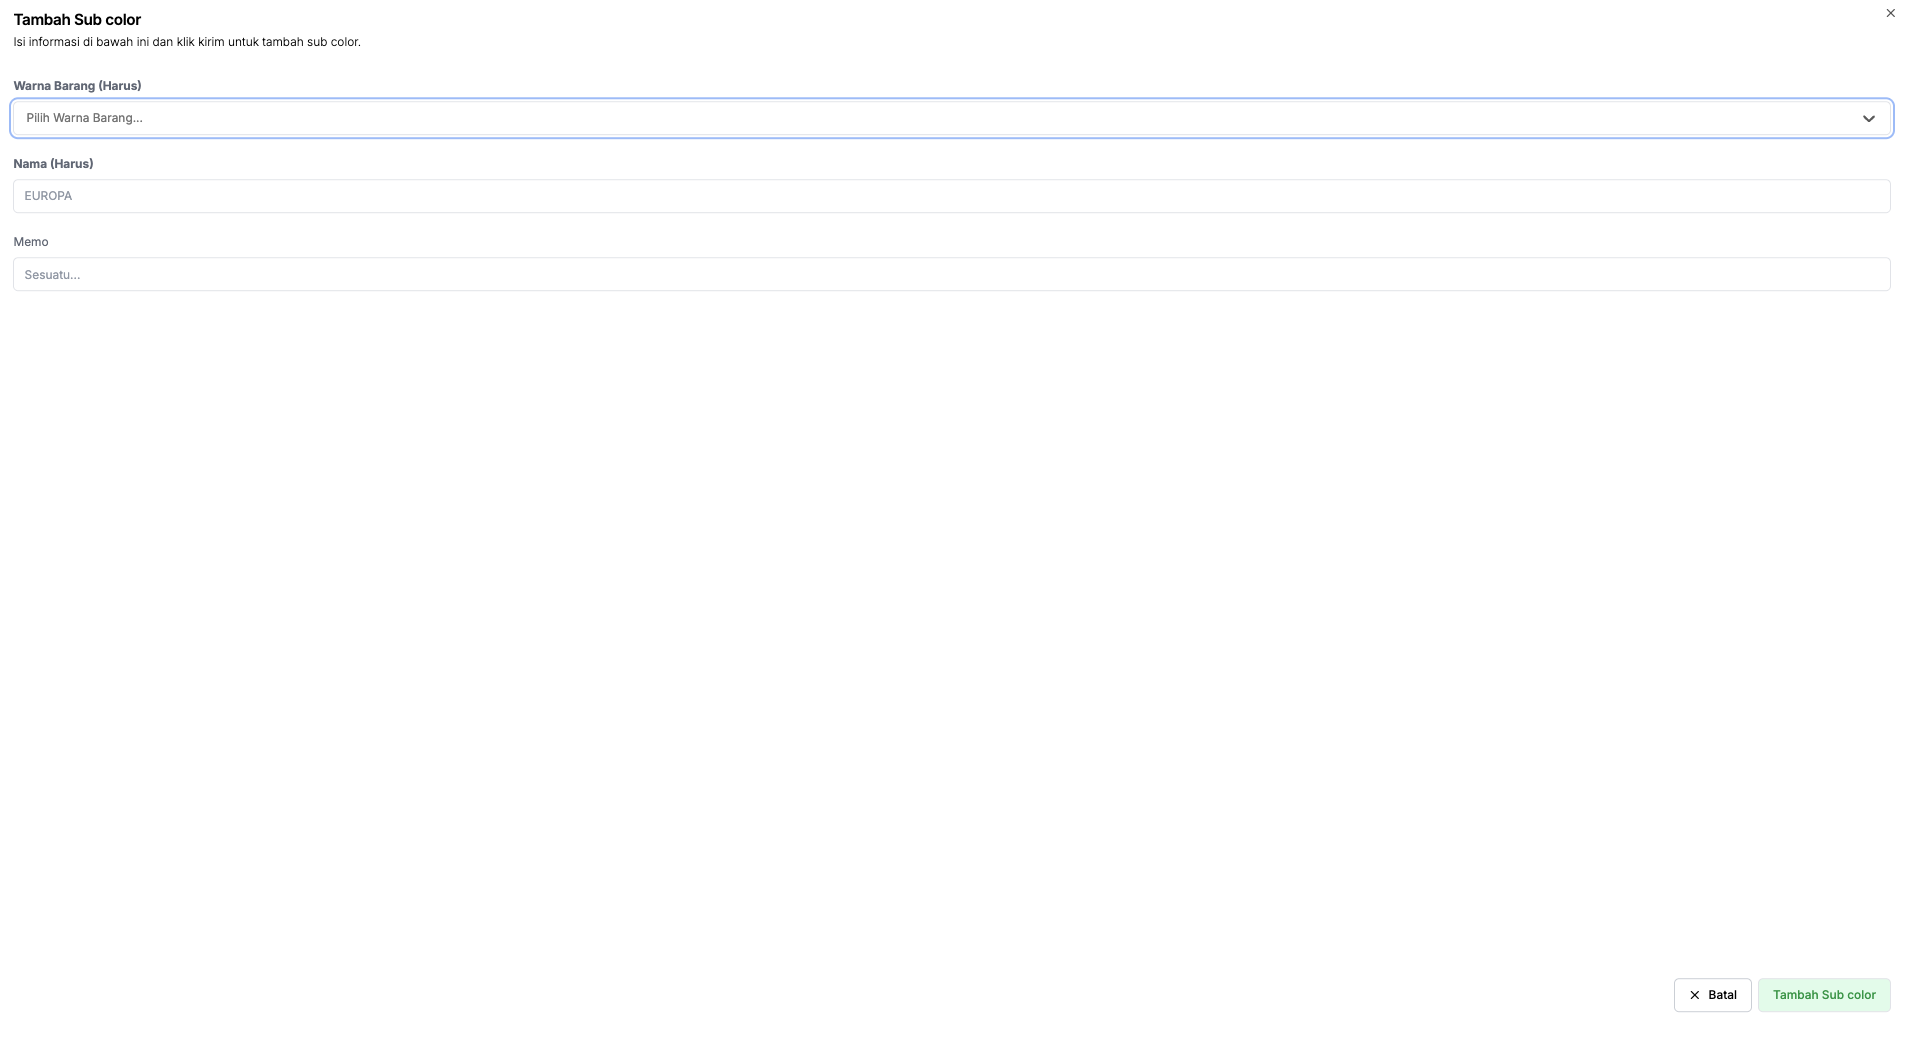 Tambah Sub color
Isi informasi di bawah ini dan klik kirim untuk tambah sub color.
Warna Barang (Harus)
Pilih Warna Barang...
Nama (Harus)
EUROPA
Memo
Sesuatu...
Batal
Tambah Sub color